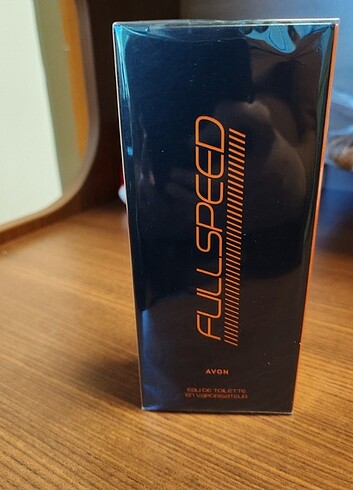 FULLSPEED
AVON
EAU DE TOILETTE
EN VAPORISATEUR